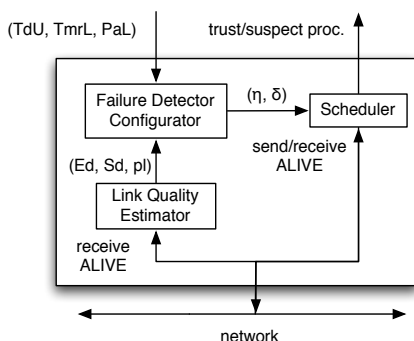 (TdU, TmrL, PaL)
trust/suspect proc.
Failure Detector
Configurator
(η, δ)
Scheduler
send/receive
ALIVE
(Ed, Sd, pl)
Link Quality
Estimator
receive
ALIVE
network